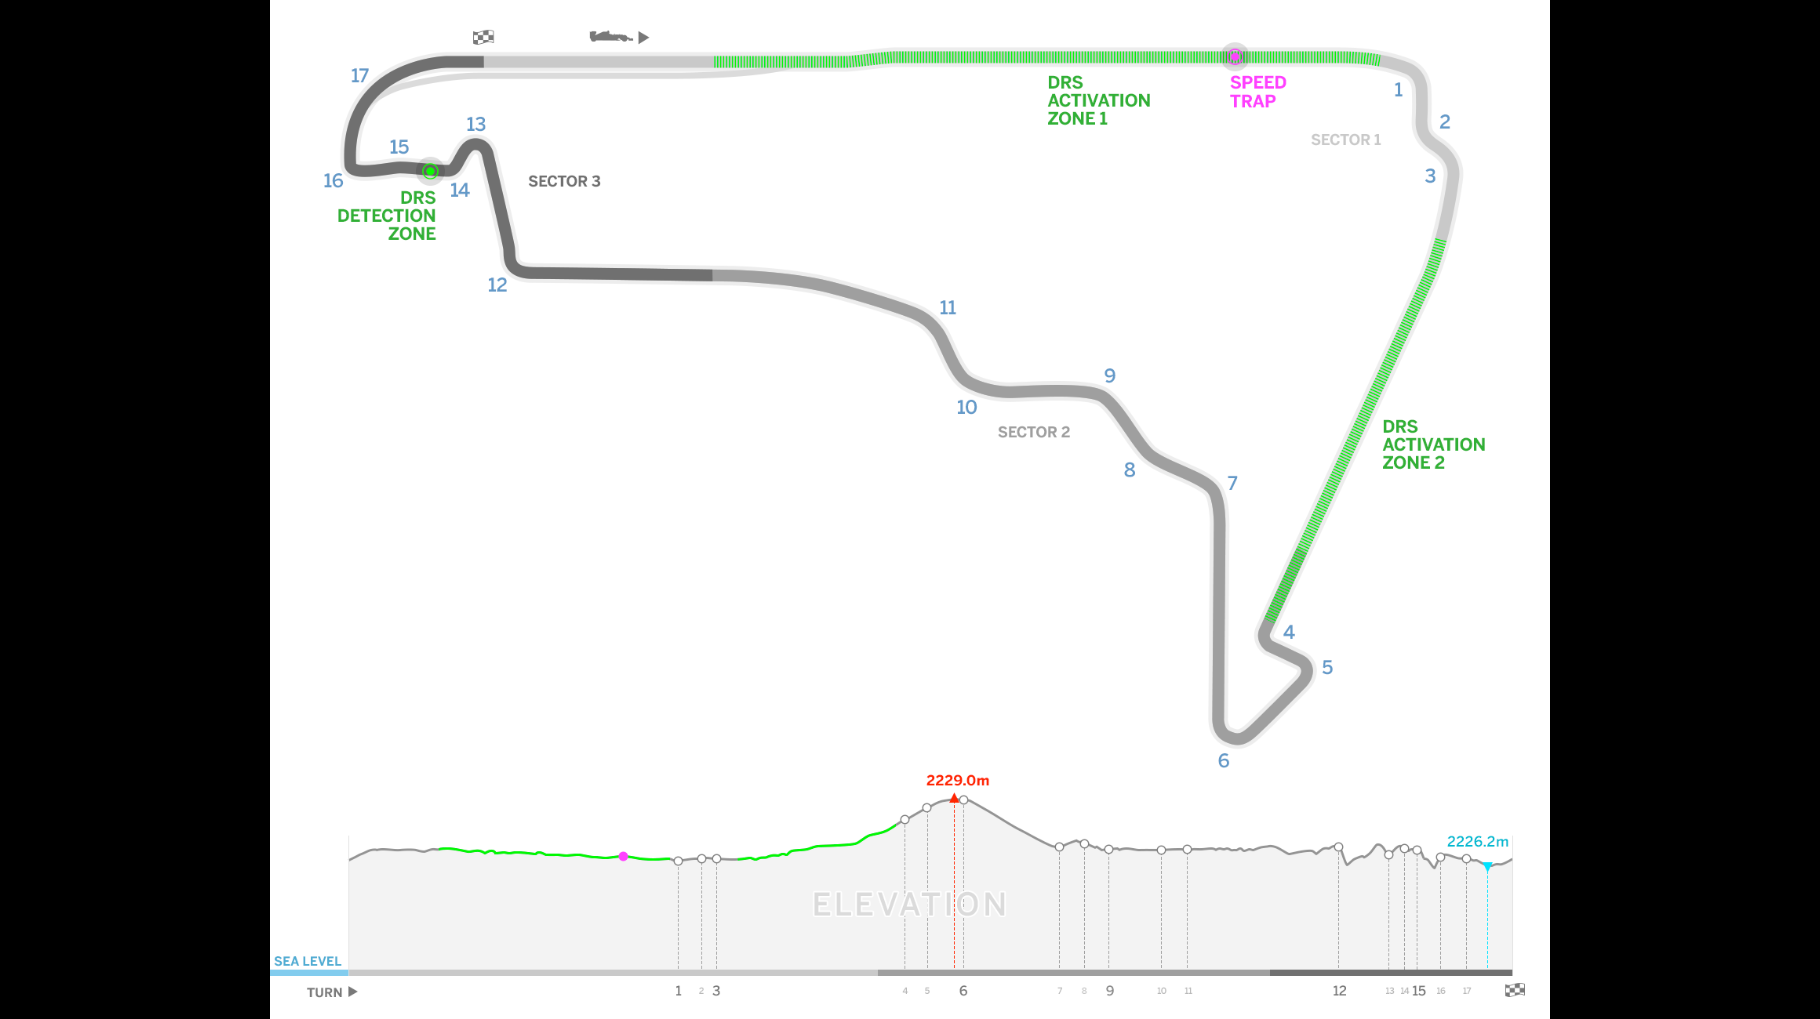 17
DRS
ACTIVATION
ZONE 1
SPEED
TRAP
1
2
SECTOR 1
3
13
15
16
14
SECTOR 3
DRS
DETECTION
ZONE
12
11
9
10
SECTOR 2
8
7
DRS
ACTIVATION
ZONE 2
4
5
6
2229.0m
2226.2m
ELEVATION
SEA LEVEL
TURN 1 2 3 4 5 6 7 8 9 10 11 12 13 14 15 16 17